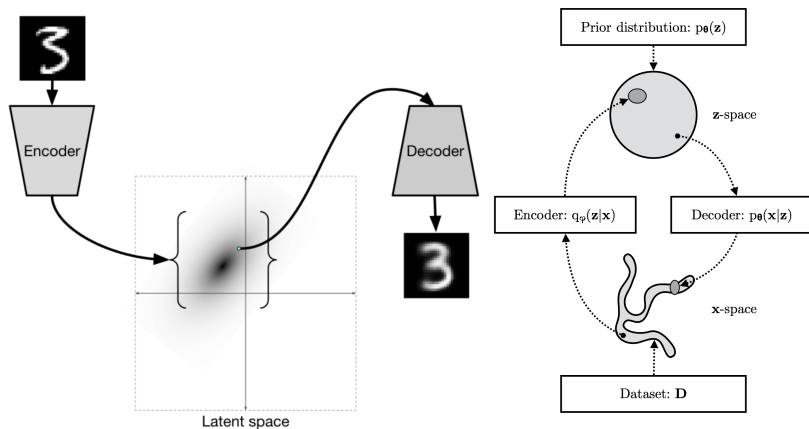 3
Encoder
Decoder
3
Latent space
Prior distribution: p𝛉(𝐳)
𝐳-space
Encoder: qφ(𝐳|𝐱)
Decoder: p𝛉(𝐱|𝐳)
𝐱-space
Dataset: 𝐃